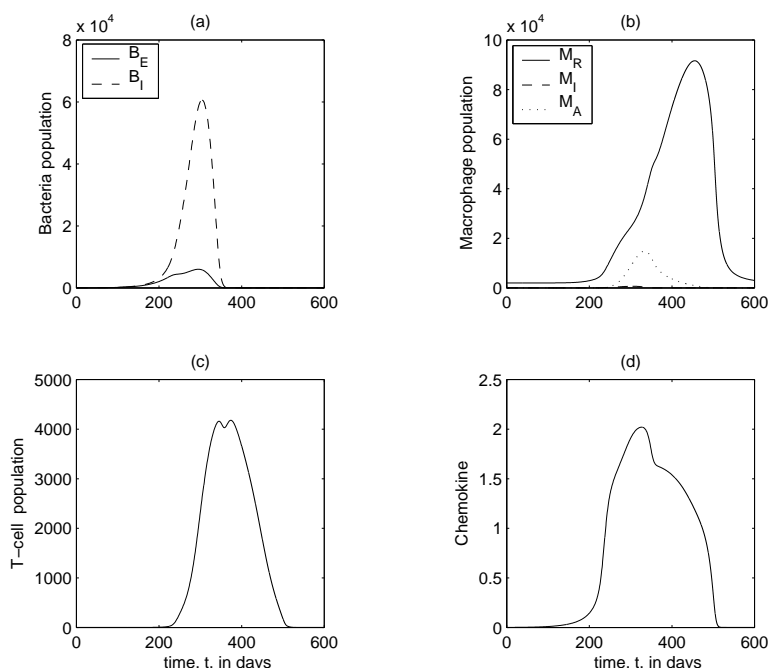 (a)
x 10^4
B_E
B_I
8
6
4
2
0
0 200 400 600
Bacteria population
(b)
x 10^4
M_R
M_I
M_A
10
8
6
4
2
0
0 200 400 600
Macrophage population
(c)
5000
4000
3000
2000
1000
0
0 200 400 600
T-cell population
time, t, in days
(d)
2.5
2
1.5
1
0.5
0
0 200 400 600
Chemokine
time, t, in days